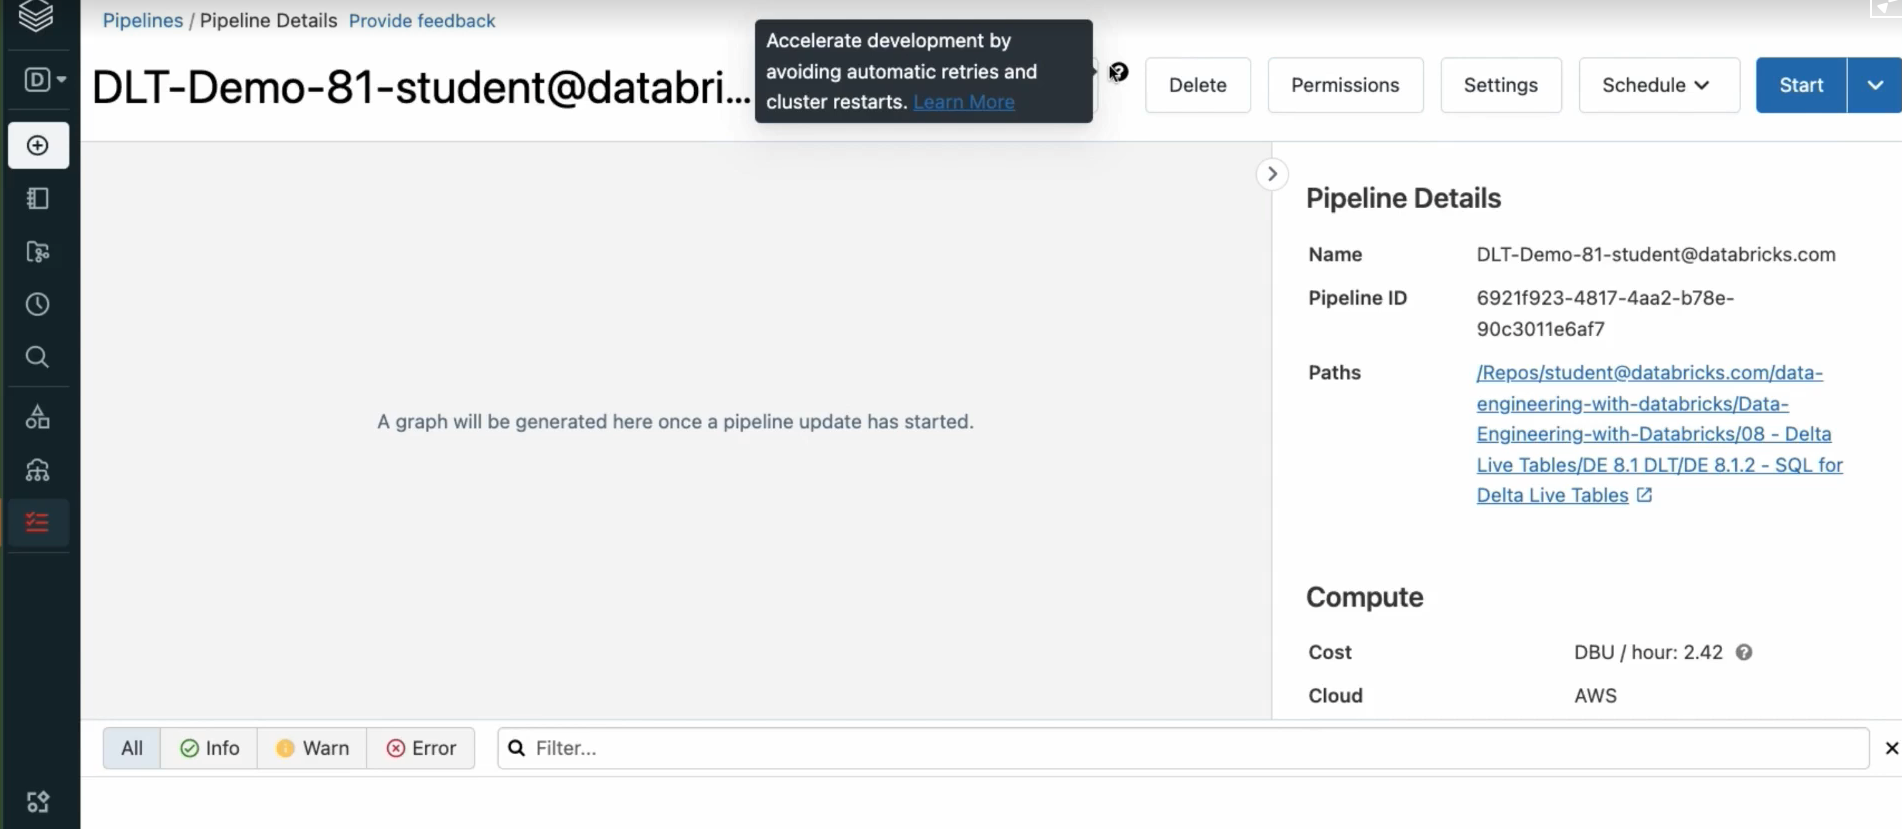 Pipelines / Pipeline Details Provide feedback
DLT-Demo-81-student@databri...
Accelerate development by
avoiding automatic retries and
cluster restarts. Learn More
Delete
Permissions
Settings
Schedule
Start
D
A graph will be generated here once a pipeline update has started.
Pipeline Details
Name DLT-Demo-81-student@databricks.com
Pipeline ID 6921f923-4817-4aa2-b78e-
90c3011e6af7
Paths /Repos/student@databricks.com/data-
engineering-with-databricks/Data-
Engineering-with-Databricks/08 - Delta
Live Tables/DE 8.1 DLT/DE 8.1.2 - SQL for
Delta Live Tables
Compute
Cost DBU / hour: 2.42
Cloud AWS
All Info Warn Error Filter...